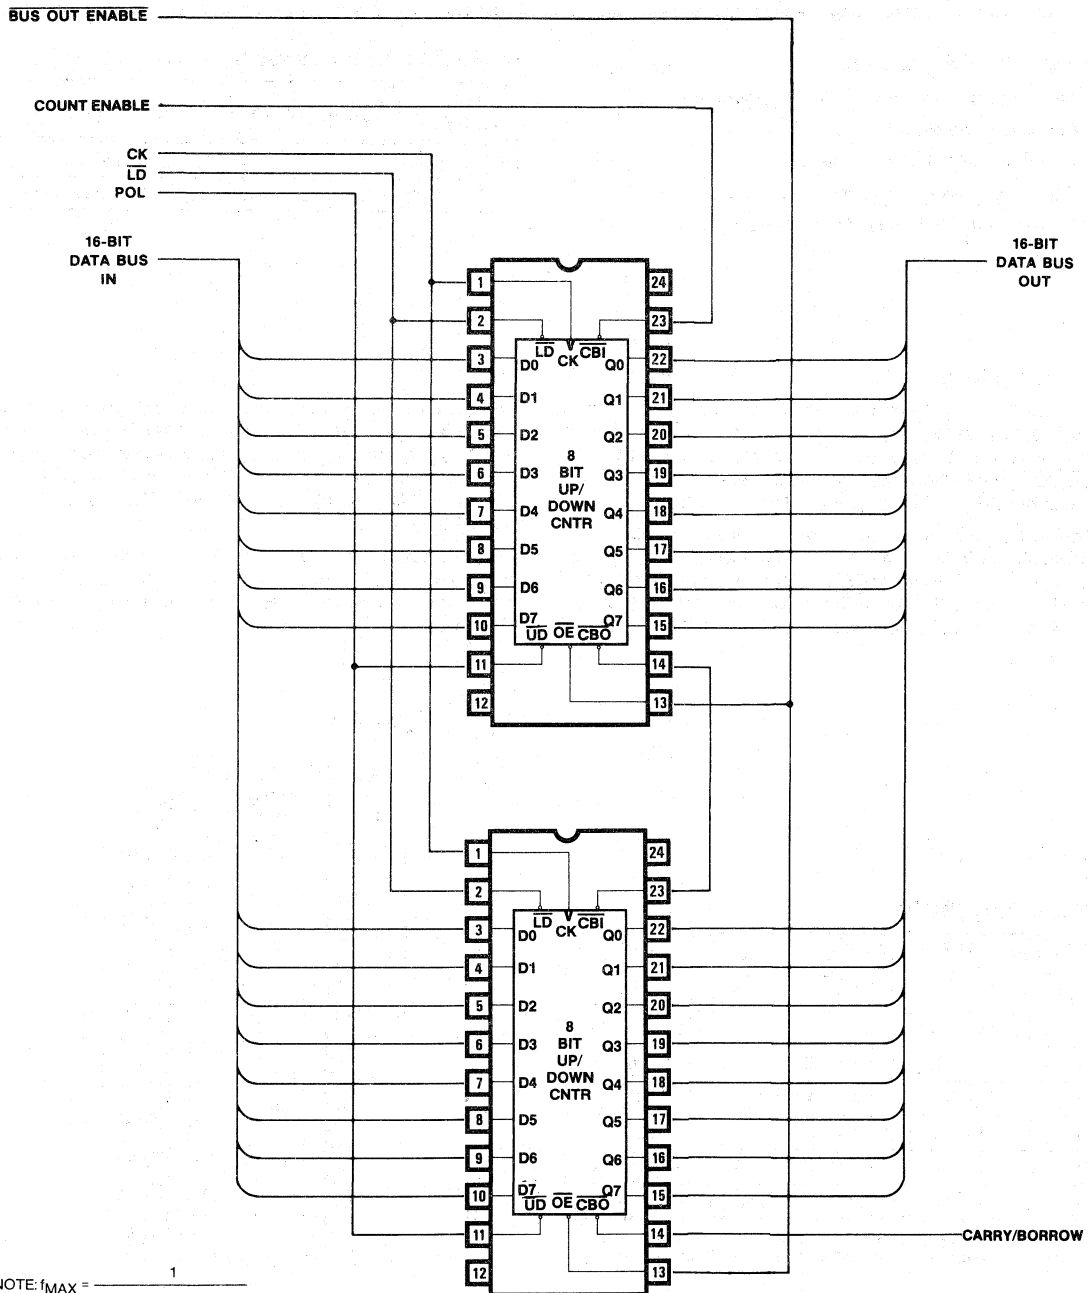 BUS OUT ENABLE
COUNT ENABLE
CK
LD
POL
16-BIT
DATA BUS
IN
16-BIT
DATA BUS
OUT
1
24
2
23
LD
CK
CBI
3
D0
Q0
22
4
D1
Q1
21
5
D2
Q2
20
6
D3
Q3
19
8
BIT
UP/
DOWN
CNTR
7
D4
Q4
18
8
D5
Q5
17
9
D6
Q6
16
10
D7
Q7
15
UD
OE
CBO
11
14
12
13
1
24
2
23
LD
CK
CBI
3
D0
Q0
22
4
D1
Q1
21
5
D2
Q2
20
6
D3
Q3
19
8
BIT
UP/
DOWN
CNTR
7
D4
Q4
18
8
D5
Q5
17
9
D6
Q6
16
10
D7
Q7
15
UD
OE
CBO
11
14
CARRY/BORROW
12
13
NOTE: fMAX = 1